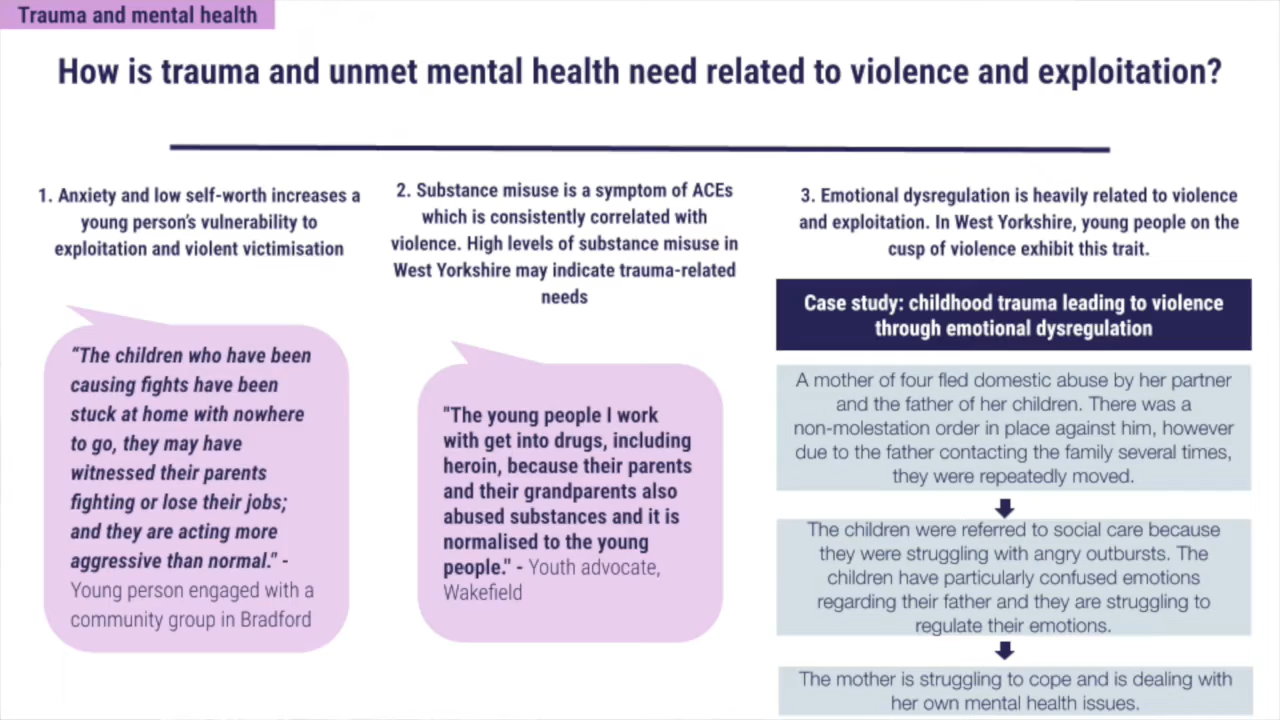 Trauma and mental health
How is trauma and unmet mental health need related to violence and exploitation?
1. Anxiety and low self-worth increases a
young person's vulnerability to
exploitation and violent victimisation
"The children who have been
causing fights have been
stuck at home with nowhere
to go, they may have
witnessed their parents
fighting or lose their jobs;
and they are acting more
aggressive than normal." -
Young person engaged with a
community group in Bradford
2. Substance misuse is a symptom of ACEs
which is consistently correlated with
violence. High levels of substance misuse in
West Yorkshire may indicate trauma-related
needs
"The young people I work
with get into drugs, including
heroin, because their parents
and their grandparents also
abused substances and it is
normalised to the young
people." - Youth advocate,
Wakefield
3. Emotional dysregulation is heavily related to violence
and exploitation. In West Yorkshire, young people on the
cusp of violence exhibit this trait.
Case study: childhood trauma leading to violence
through emotional dysregulation
A mother of four fled domestic abuse by her partner
and the father of her children. There was a
non-molestation order in place against him, however
due to the father contacting the family several times,
they were repeatedly moved.
The children were referred to social care because
they were struggling with angry outbursts. The
children have particularly confused emotions
regarding their father and they are struggling to
regulate their emotions.
The mother is struggling to cope and is dealing with
her own mental health issues.